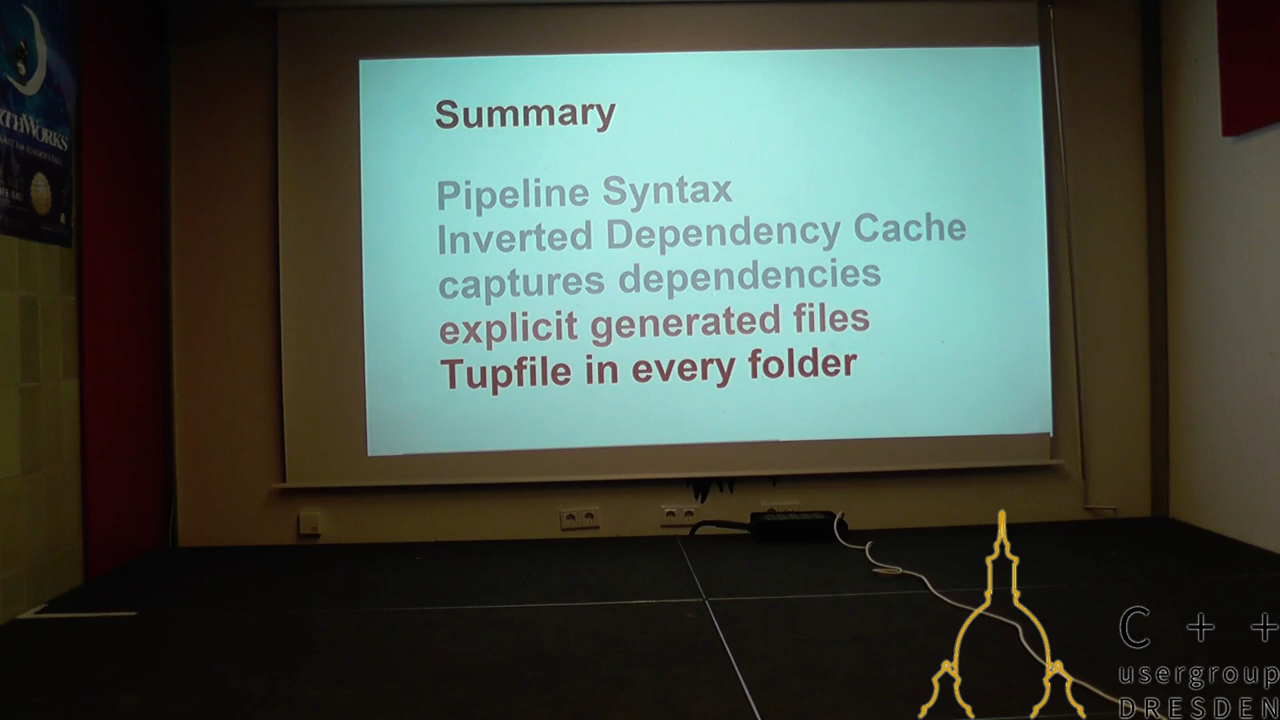 Summary
Pipeline Syntax
Inverted Dependency Cache
captures dependencies
explicit generated files
Tupfile in every folder
C++
usergroup
DRESDEN